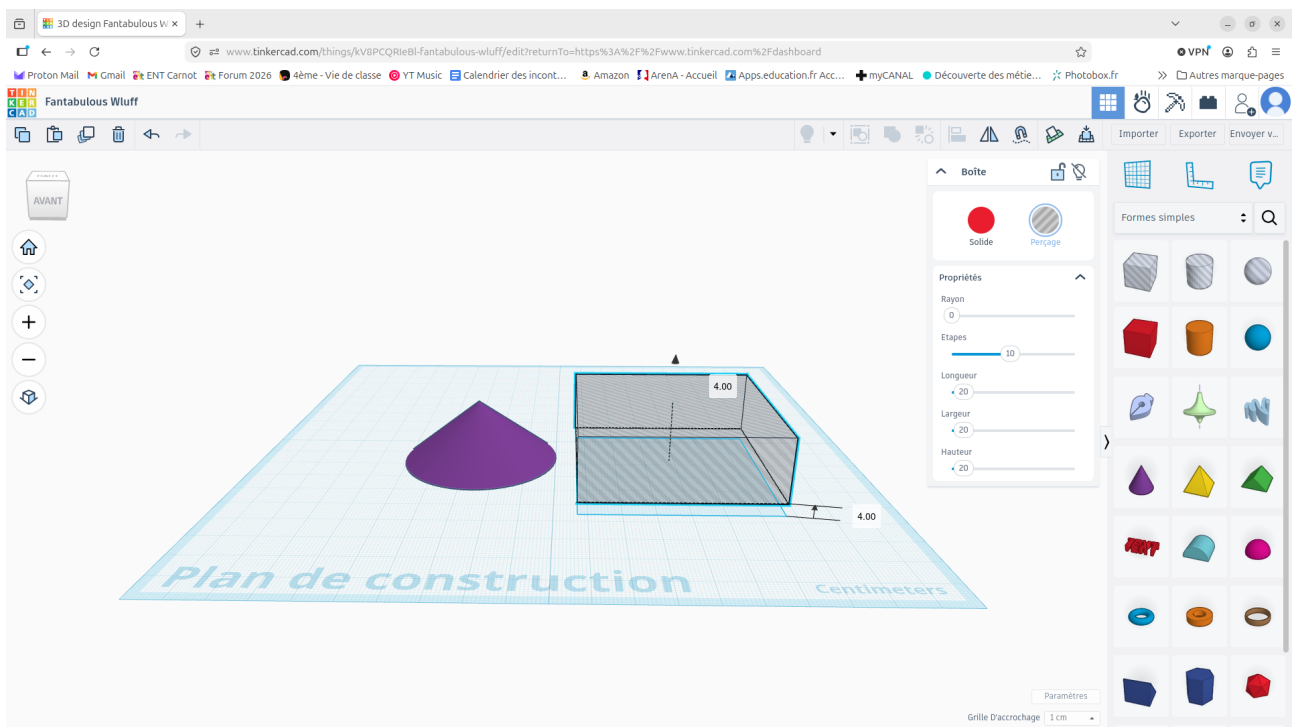 3D design Fantabulous W
www.tinkercad.com/things/kV8PCQRIeBl-fantabulous-wluff/edit?returnTo=https%3A%2F%2Fwww.tinkercad.com%2Fdashboard
VPN
Proton Mail Gmail ENT Carnot Forum 2026 4ème - Vie de classe YT Music Calendrier des incont... Amazon ArenA - Accueil Apps.education.fr Acc... myCANAL Découverte des métie... Photobox.fr Autres marque-pages
TIN
KER
CAD
Fantabulous Wluff
Importer Exporter Envoyer v...
AVANT
Boîte
Solide Perçage
Propriétés
Rayon
0
Etapes
10
Longueur
20
Largeur
20
Hauteur
20
Formes simples
4.00
4.00
Plan de construction
Centimeters
TEXT
Paramètres
Grille D'accrochage 1 cm